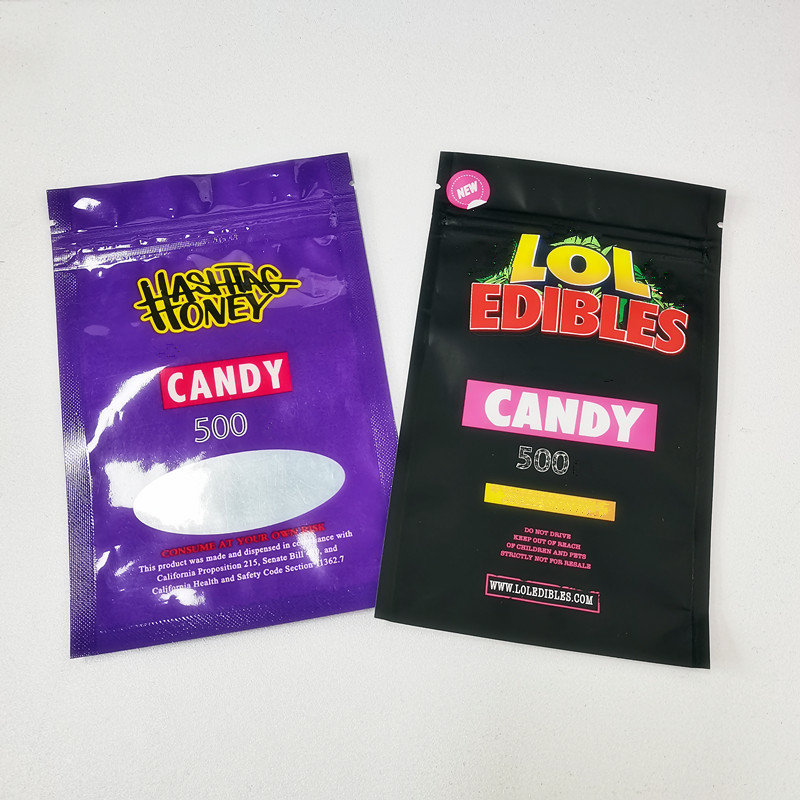 HASHTAG
HONEY
CANDY
500
CONSUME AT YOUR OWN RISK
This product was made and dispensed in compliance with
California Proposition 215, Senate Bill and
California Health and Safety Code Section 11362.7
NEW
LOL
EDIBLES
CANDY
500
DO NOT DRIVE
KEEP OUT OF REACH
OF CHILDREN AND PETS
STRICTLY NOT FOR RESALE
WWW.LOLEDIBLES.COM